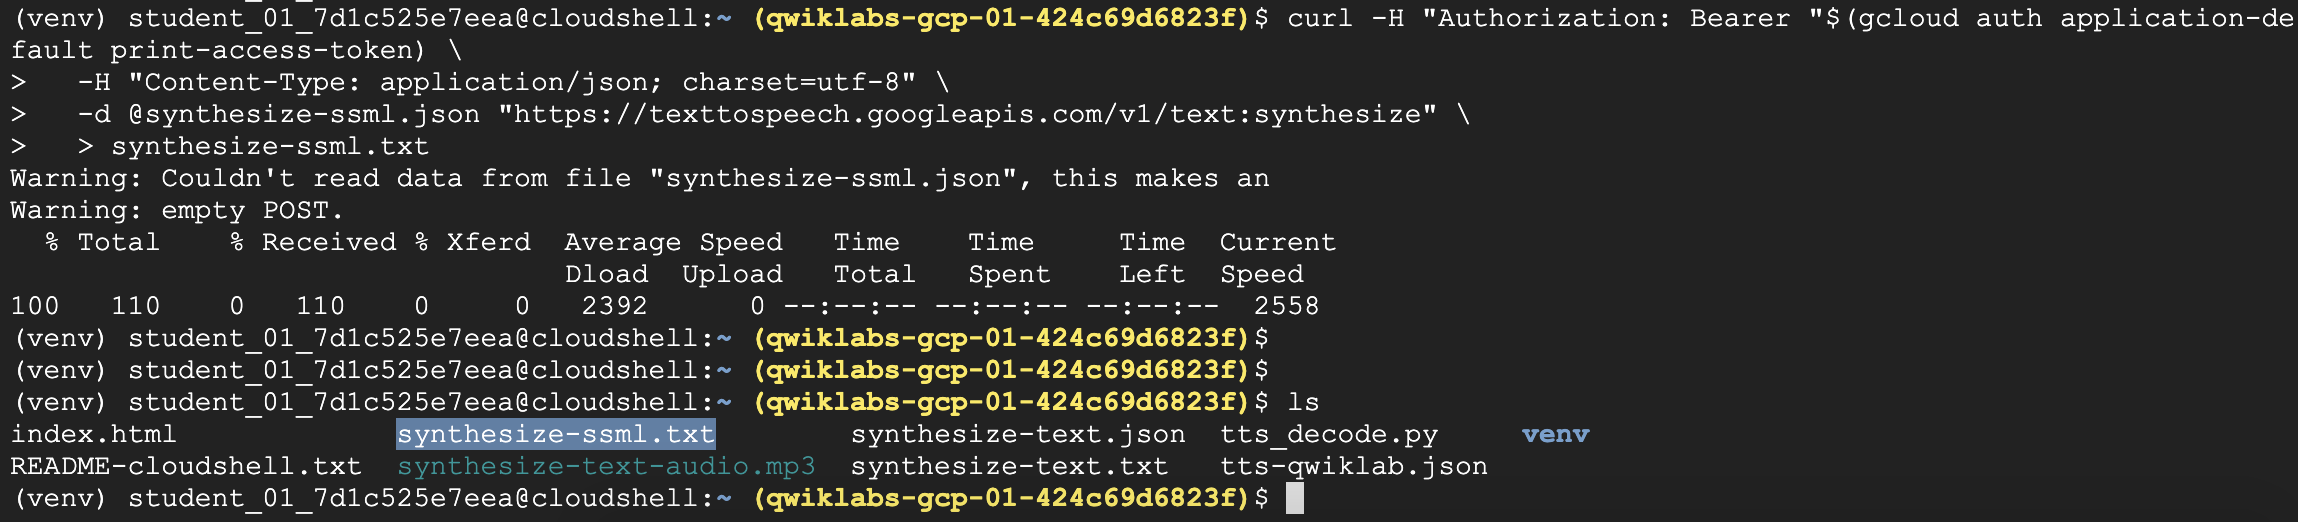 (venv) student_01_7d1c525e7eea@cloudshell:~ (qwiklabs-gcp-01-424c69d6823f)$ curl -H "Authorization: Bearer "$(gcloud auth application-de
fault print-access-token) \
>   -H "Content-Type: application/json; charset=utf-8" \
>   -d @synthesize-ssml.json "https://texttospeech.googleapis.com/v1/text:synthesize" \
>   > synthesize-ssml.txt
Warning: Couldn't read data from file "synthesize-ssml.json", this makes an
Warning: empty POST.
  % Total    % Received % Xferd  Average Speed   Time    Time     Time  Current
                                 Dload  Upload   Total   Spent    Left  Speed
100   110    0   110    0     0   2392      0 --:--:-- --:--:-- --:--:--  2558
(venv) student_01_7d1c525e7eea@cloudshell:~ (qwiklabs-gcp-01-424c69d6823f)$
(venv) student_01_7d1c525e7eea@cloudshell:~ (qwiklabs-gcp-01-424c69d6823f)$
(venv) student_01_7d1c525e7eea@cloudshell:~ (qwiklabs-gcp-01-424c69d6823f)$ ls
index.html             synthesize-ssml.txt        synthesize-text.json  tts_decode.py     venv
README-cloudshell.txt  synthesize-text-audio.mp3  synthesize-text.txt   tts-qwiklab.json
(venv) student_01_7d1c525e7eea@cloudshell:~ (qwiklabs-gcp-01-424c69d6823f)$